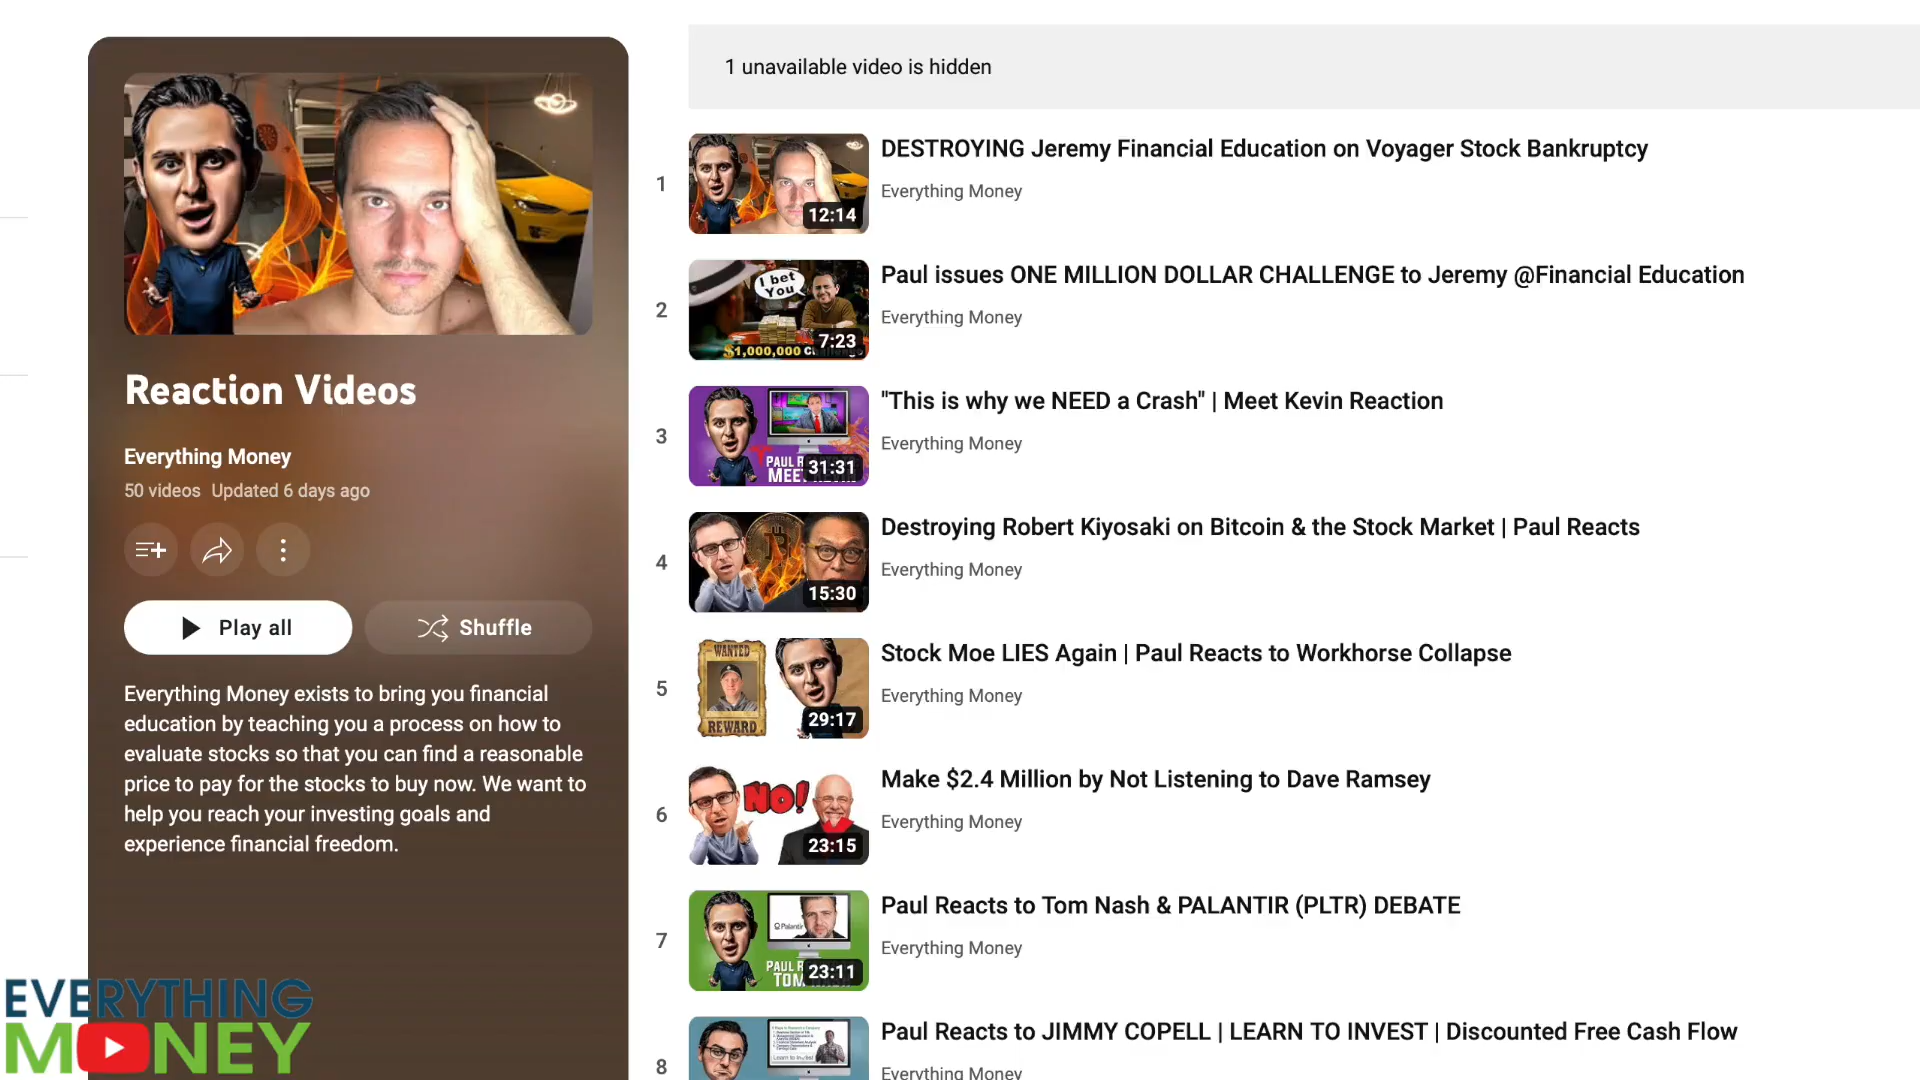 1 unavailable video is hidden
Reaction Videos
Everything Money
50 videos Updated 6 days ago
Play all
Shuffle
Everything Money exists to bring you financial
education by teaching you a process on how to
evaluate stocks so that you can find a reasonable
price to pay for the stocks to buy now. We want to
help you reach your investing goals and
experience financial freedom.
EVERYTHING
MONEY
1
12:14
DESTROYING Jeremy Financial Education on Voyager Stock Bankruptcy
Everything Money
2
I bet
You
$1,000,000
7:23
Paul issues ONE MILLION DOLLAR CHALLENGE to Jeremy @Financial Education
Everything Money
3
PAUL
MEET
31:31
"This is why we NEED a Crash" | Meet Kevin Reaction
Everything Money
4
15:30
Destroying Robert Kiyosaki on Bitcoin & the Stock Market | Paul Reacts
Everything Money
5
WANTED
REWARD
29:17
Stock Moe LIES Again | Paul Reacts to Workhorse Collapse
Everything Money
6
NO!
23:15
Make $2.4 Million by Not Listening to Dave Ramsey
Everything Money
7
Palantir
PAUL
TOM
23:11
Paul Reacts to Tom Nash & PALANTIR (PLTR) DEBATE
Everything Money
8
Paul Reacts to JIMMY COPELL | LEARN TO INVEST | Discounted Free Cash Flow
Everything Money